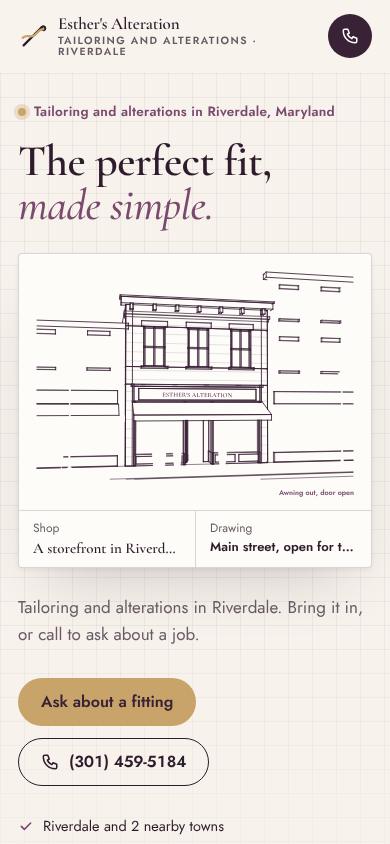 Esther's Alteration
TAILORING AND ALTERATIONS ·
RIVERDALE
Tailoring and alterations in Riverdale, Maryland
The perfect fit,
made simple.
ESTHER'S ALTERATION
Awning out, door open
Shop
A storefront in Riverd...
Drawing
Main street, open for t...
Tailoring and alterations in Riverdale. Bring it in,
or call to ask about a job.
Ask about a fitting
(301) 459-5184
Riverdale and 2 nearby towns